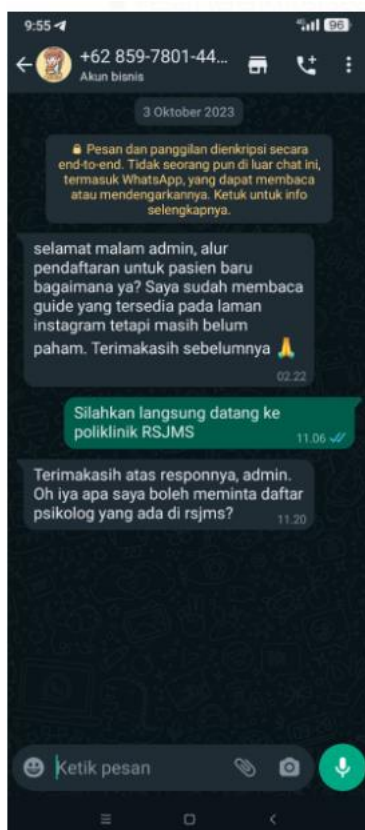 9:55
96
+62 859-7801-44...
Akun bisnis
3 Oktober 2023
Pesan dan panggilan dienkripsi secara
end-to-end. Tidak seorang pun di luar chat ini,
termasuk WhatsApp, yang dapat membaca
atau mendengarkannya. Ketuk untuk info
selengkapnya.
selamat malam admin, alur
pendaftaran untuk pasien baru
bagaimana ya? Saya sudah membaca
guide yang tersedia pada laman
instagram tetapi masih belum
paham. Terimakasih sebelumnya 🙏
02.22
Silahkan langsung datang ke
poliklinik RSJMS
11.06
Terimakasih atas responnya, admin.
Oh iya apa saya boleh meminta daftar
psikolog yang ada di rsjms?
11.20
Ketik pesan